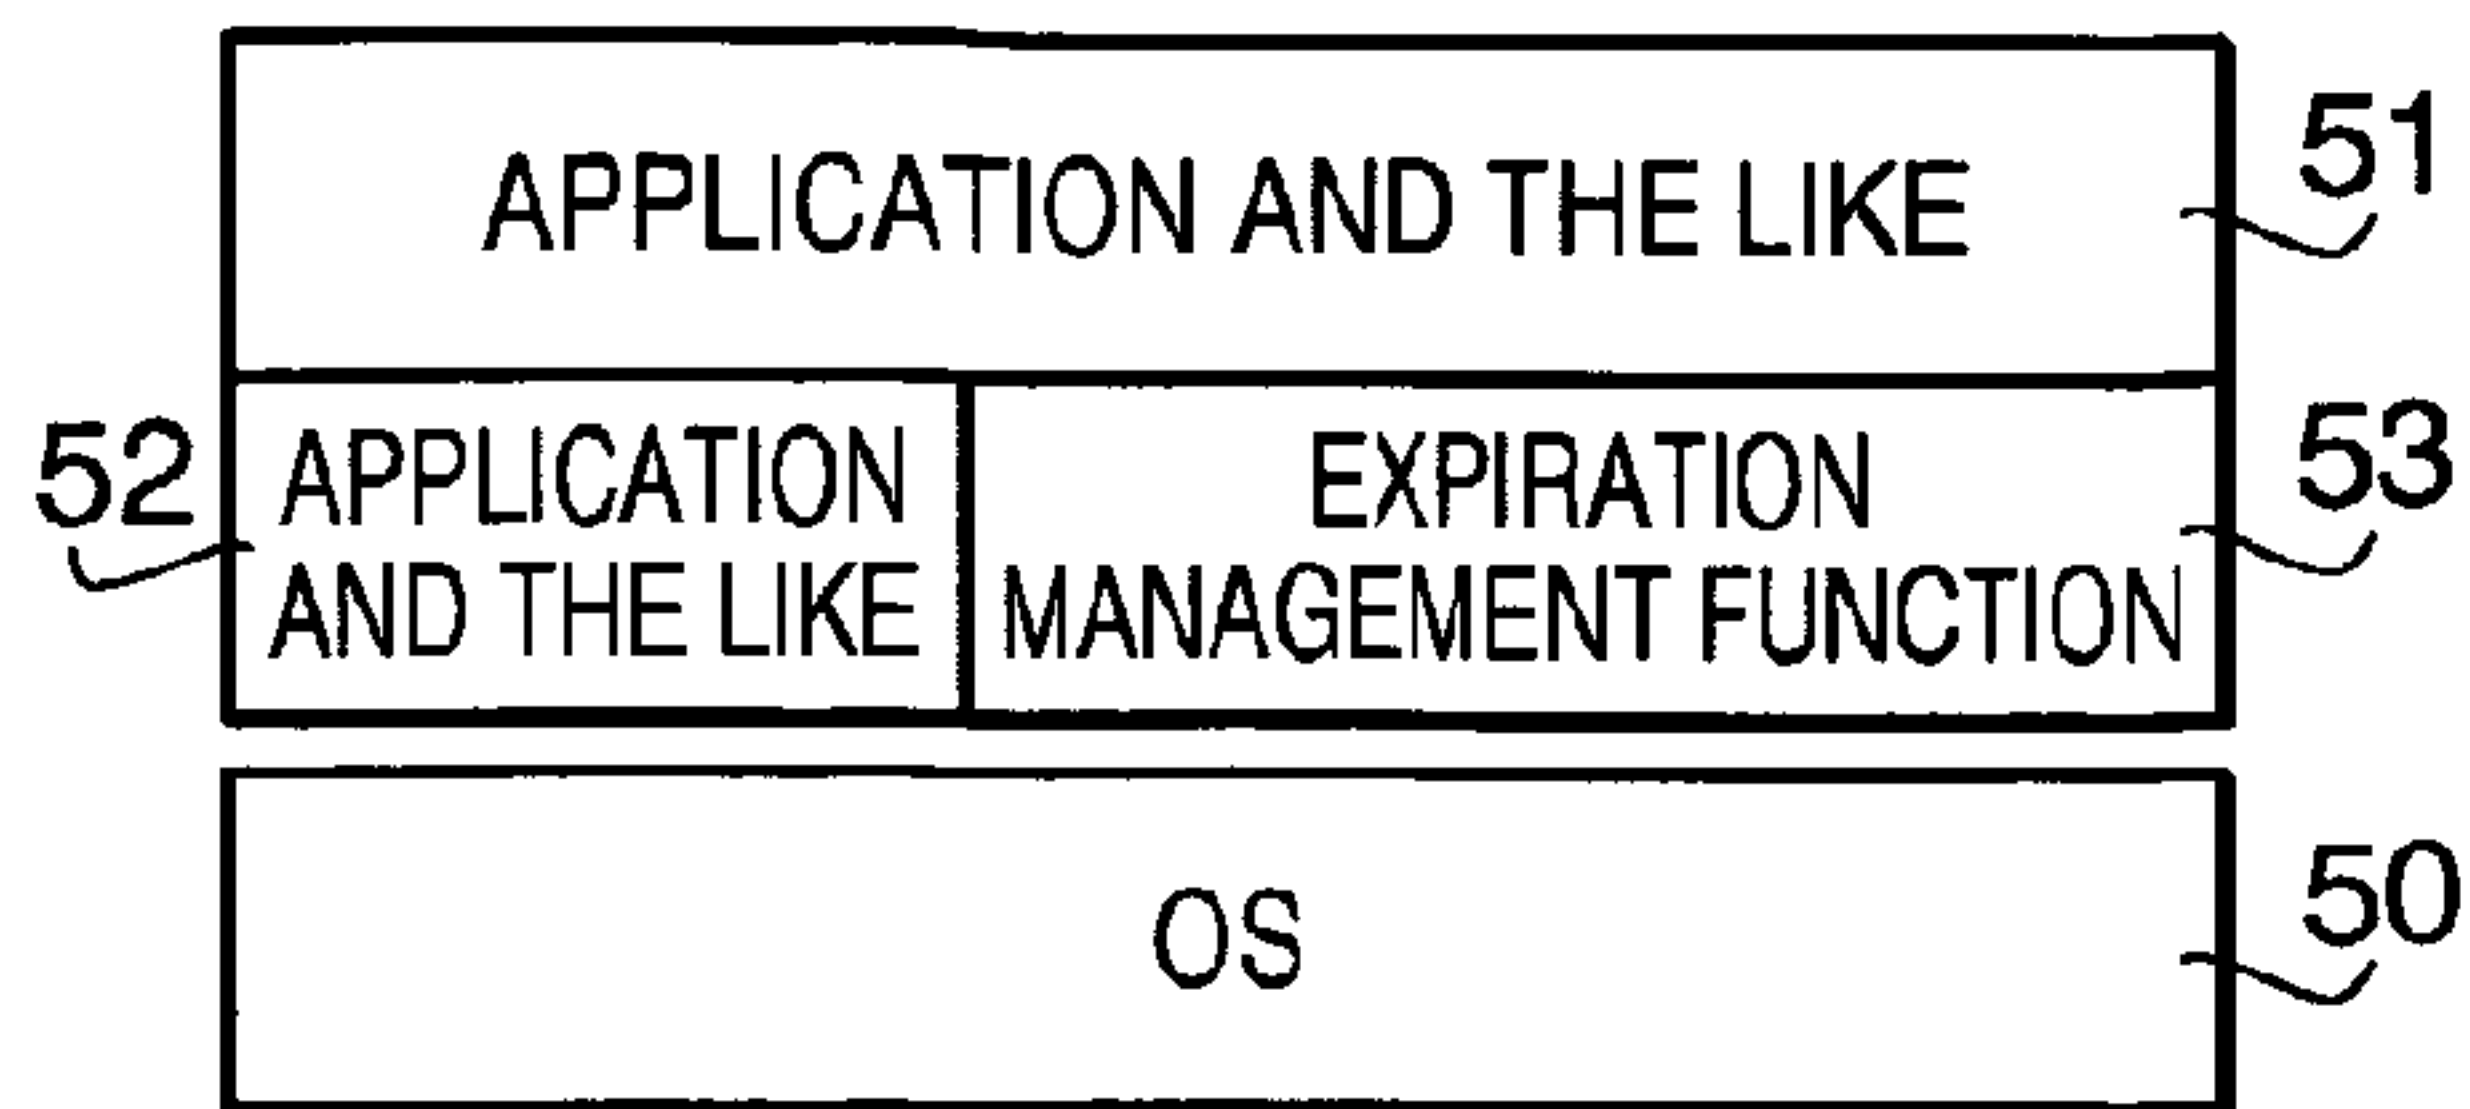 APPLICATION AND THE LIKE
51
52
APPLICATION
AND THE LIKE
EXPIRATION
MANAGEMENT FUNCTION
53
OS
50